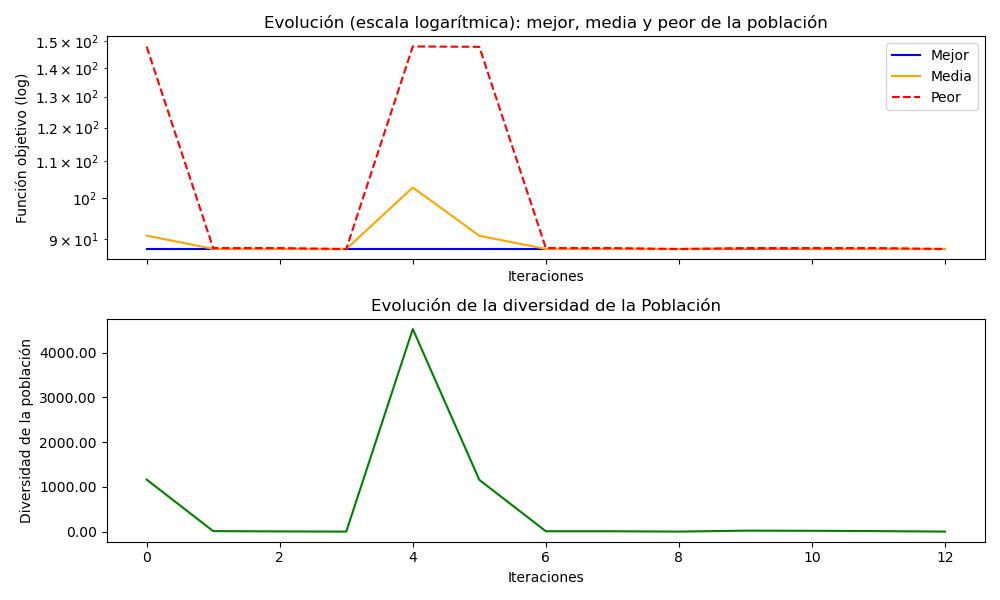 Evolución (escala logarítmica): mejor, media y peor de la población
Función objetivo (log)
1.5 × 10²
1.4 × 10²
1.3 × 10²
1.2 × 10²
1.1 × 10²
10²
9 × 10¹
Mejor
Media
Peor
Iteraciones
Evolución de la diversidad de la Población
Diversidad de la población
4000.00
3000.00
2000.00
1000.00
0.00
0 2 4 6 8 10 12
Iteraciones